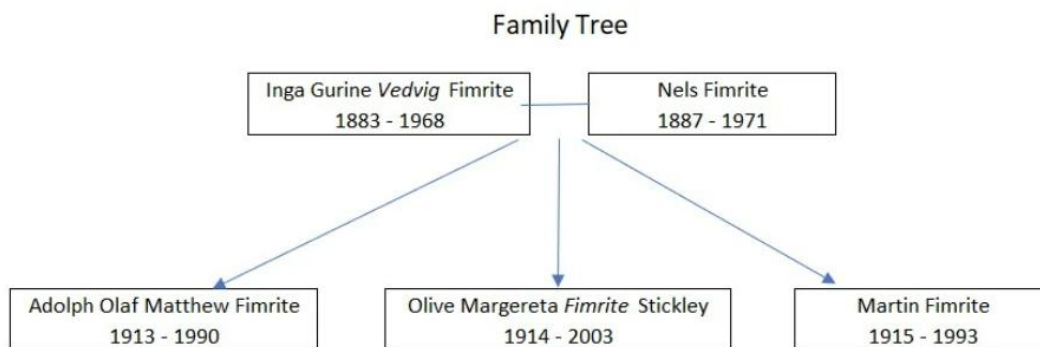 Family Tree
Inga Gurine Vedvig Fimrite
1883 - 1968
Nels Fimrite
1887 - 1971
Adolph Olaf Matthew Fimrite
1913 - 1990
Olive Margereta Fimrite Stickley
1914 - 2003
Martin Fimrite
1915 - 1993